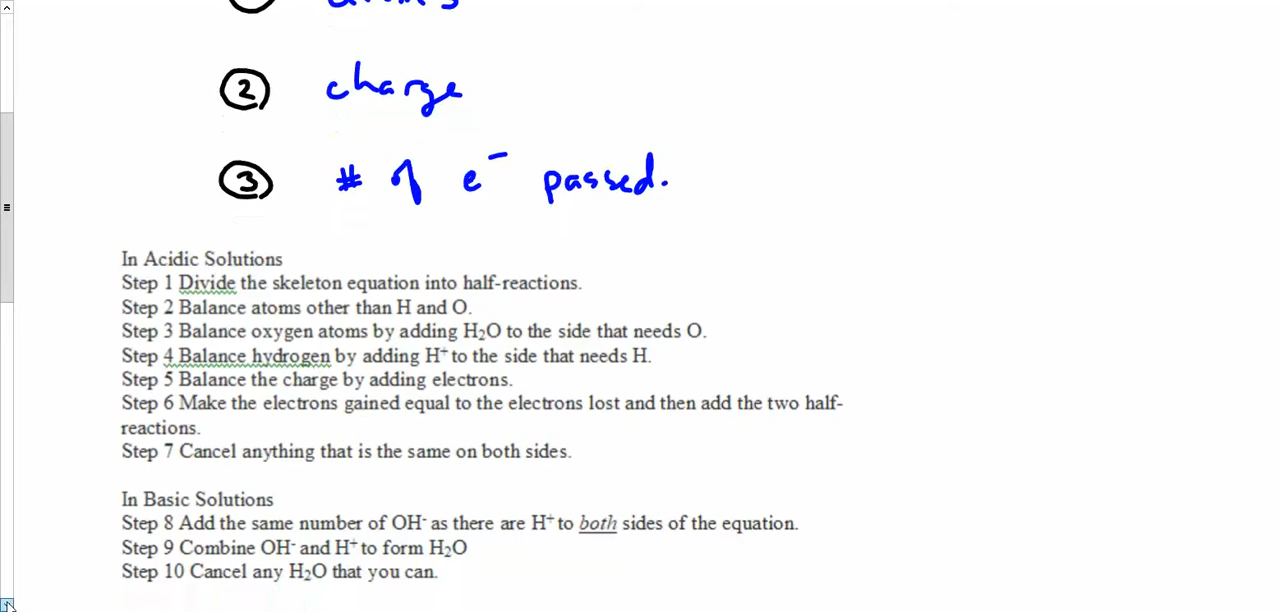 ② charge
③ # of e⁻ passed.
In Acidic Solutions
Step 1 Divide the skeleton equation into half-reactions.
Step 2 Balance atoms other than H and O.
Step 3 Balance oxygen atoms by adding H₂O to the side that needs O.
Step 4 Balance hydrogen by adding H⁺ to the side that needs H.
Step 5 Balance the charge by adding electrons.
Step 6 Make the electrons gained equal to the electrons lost and then add the two half-
reactions.
Step 7 Cancel anything that is the same on both sides.
In Basic Solutions
Step 8 Add the same number of OH⁻ as there are H⁺ to both sides of the equation.
Step 9 Combine OH⁻ and H⁺ to form H₂O
Step 10 Cancel any H₂O that you can.